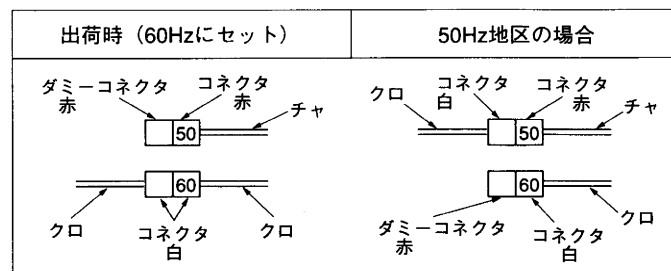 出荷時（60Hzにセット）
ダミーコネクタ
赤
コネクタ
赤
チャ
50
60
クロ
コネクタ
白
クロ
50Hz地区の場合
クロ
コネクタ
白
コネクタ
赤
チャ
50
60
ダミーコネクタ
赤
コネクタ
白
クロ